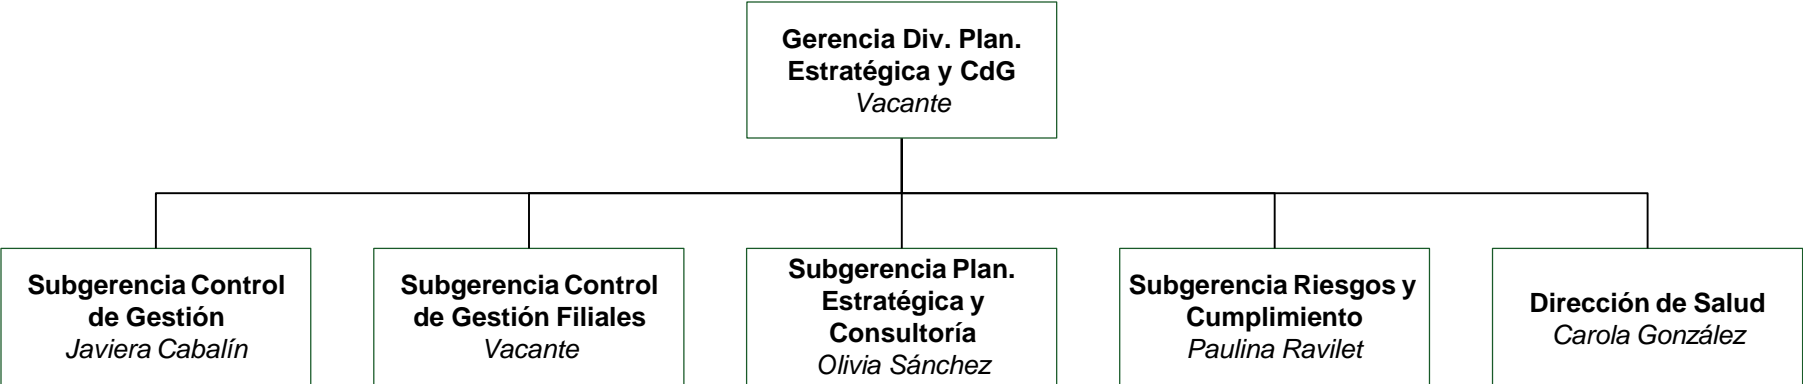 Gerencia Div. Plan.
Estratégica y CdG
Vacante
Subgerencia Control
de Gestión
Javiera Cabalín
Subgerencia Control
de Gestión Filiales
Vacante
Subgerencia Plan.
Estratégica y
Consultoría
Olivia Sánchez
Subgerencia Riesgos y
Cumplimiento
Paulina Ravilet
Dirección de Salud
Carola González